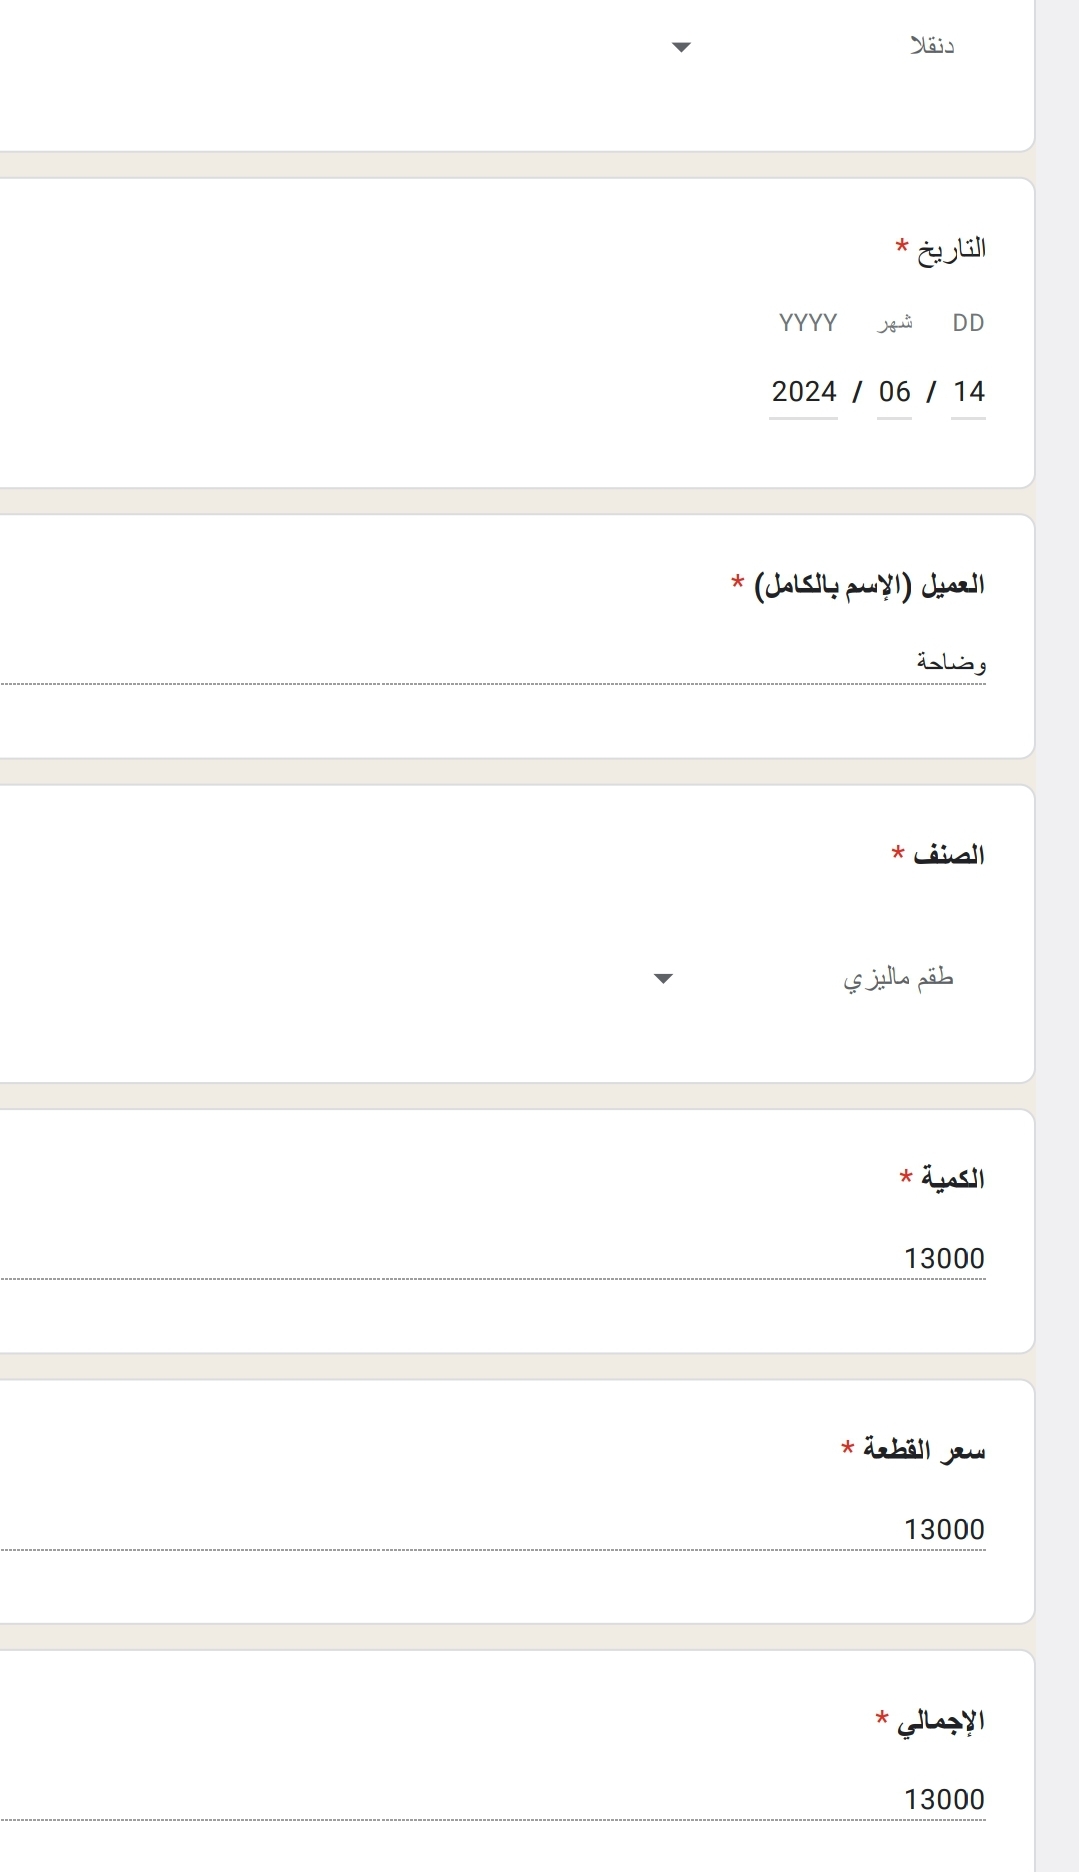 دنقلا
التاريخ *
DD شهر YYYY
14 / 06 / 2024
العميل (الإسم بالكامل) *
وضاحة
الصنف *
طقم ماليزي
الكمية *
13000
سعر القطعة *
13000
الإجمالي *
13000